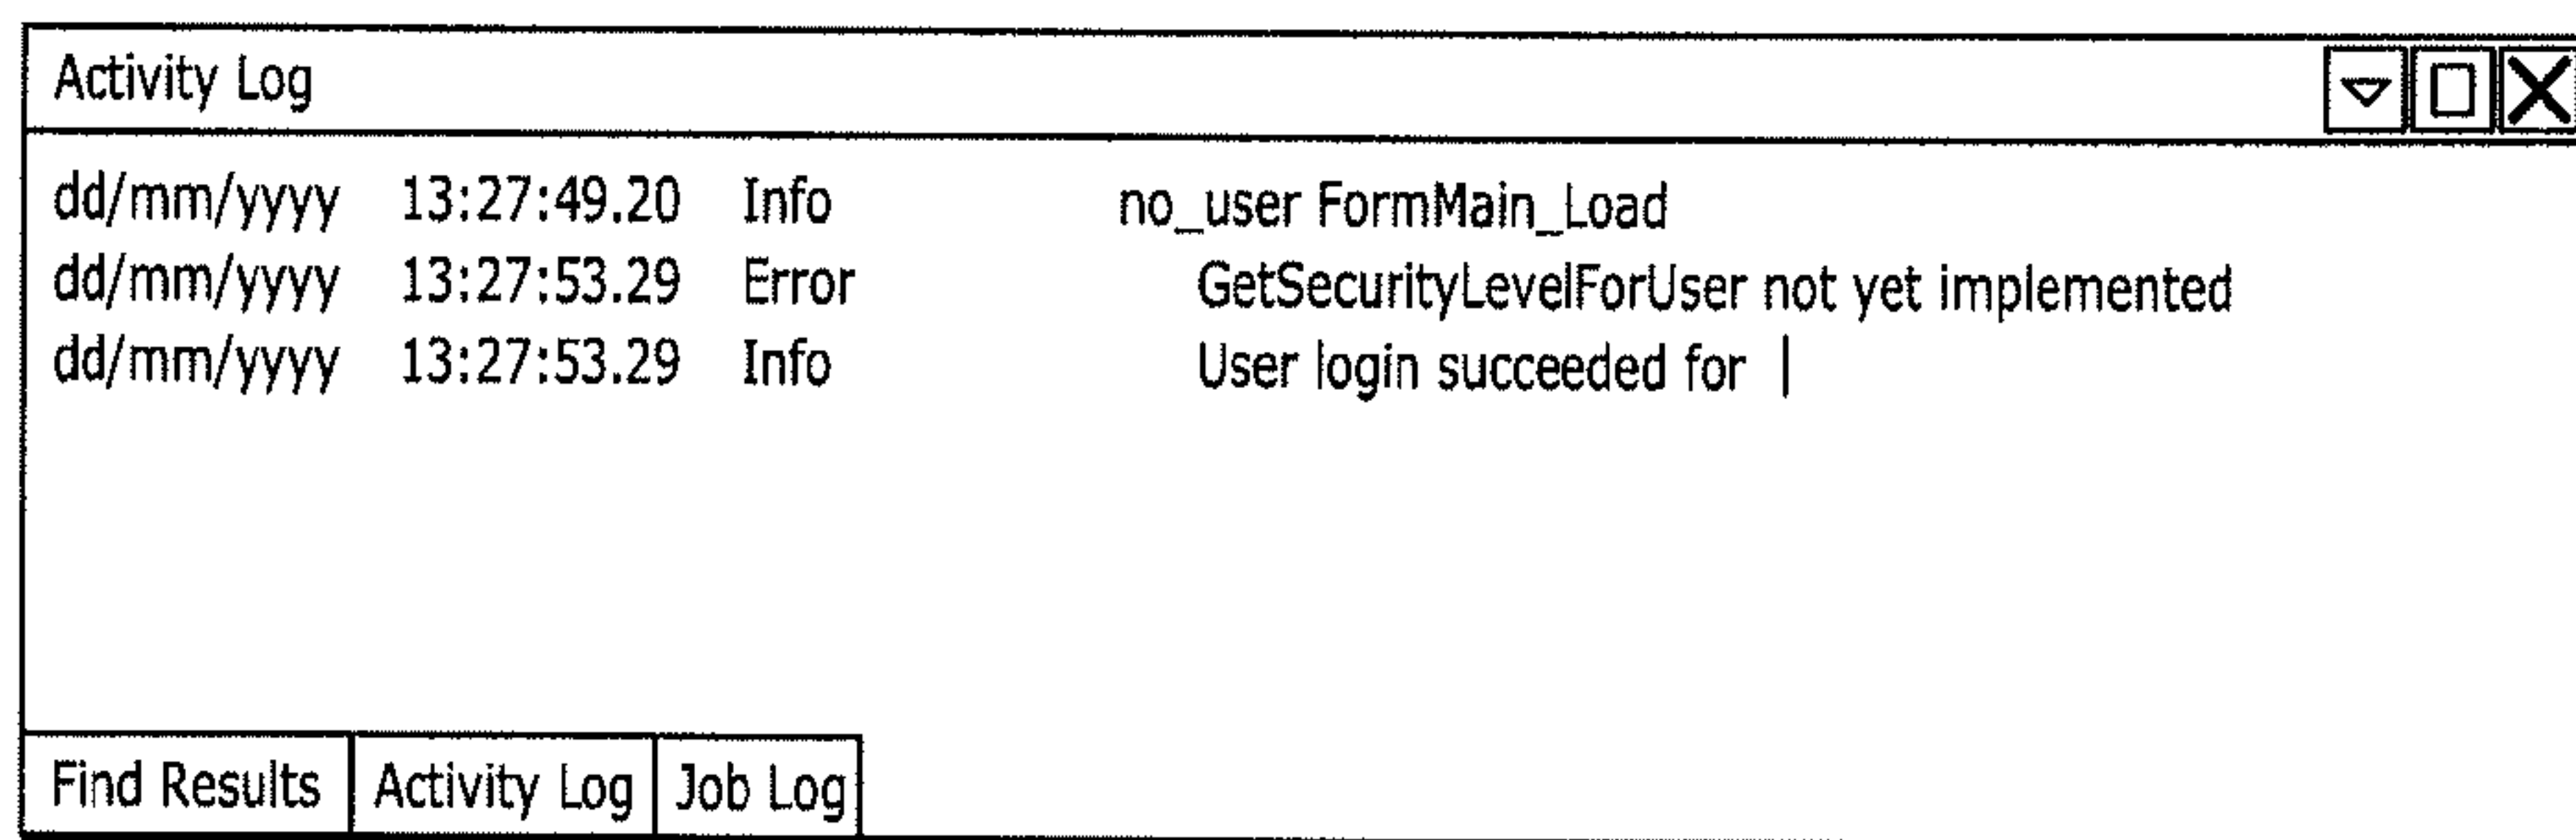 Activity Log
dd/mm/yyyy 13:27:49.20 Info no_user FormMain_Load
dd/mm/yyyy 13:27:53.29 Error GetSecurityLevelForUser not yet implemented
dd/mm/yyyy 13:27:53.29 Info User login succeeded for |
Find Results Activity Log Job Log